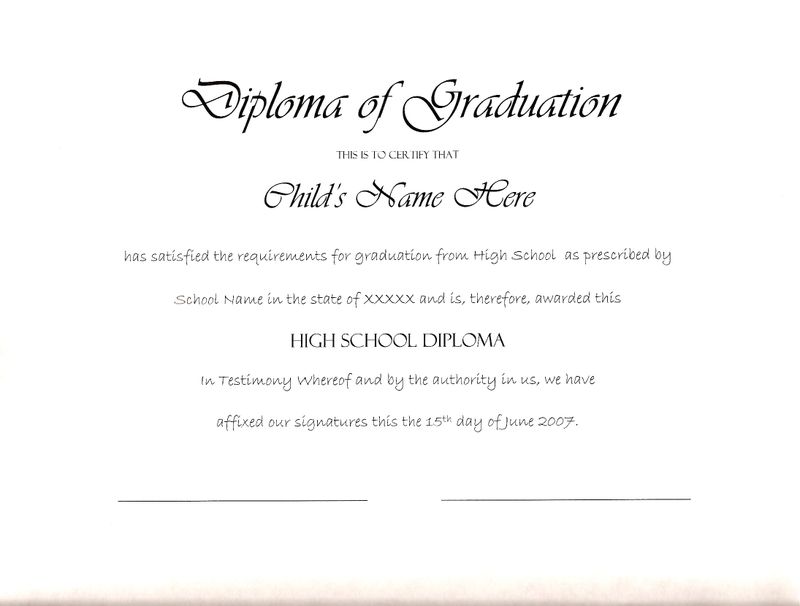 Diploma of Graduation
THIS IS TO CERTIFY THAT
Child's Name Here
has satisfied the requirements for graduation from High School as prescribed by
School Name in the state of XXXXX and is, therefore, awarded this
HIGH SCHOOL DIPLOMA
In Testimony Whereof and by the authority in us, we have
affixed our signatures this the 15th day of June 2007.